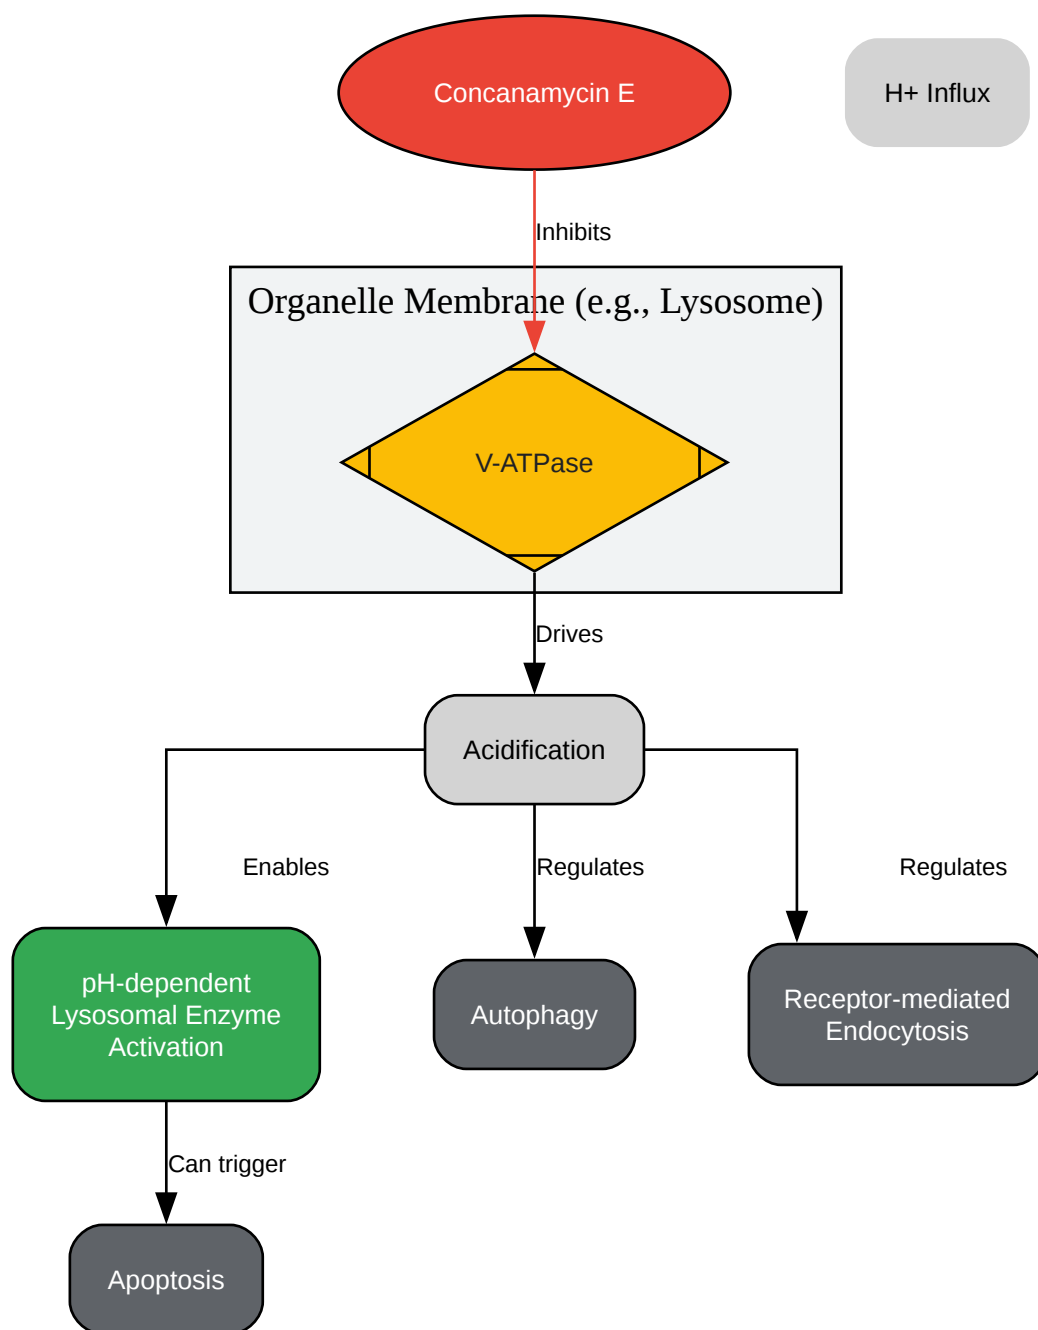 Concanamycin E
H+ Influx
Inhibits
Organelle Membrane (e.g., Lysosome)
V-ATPase
Drives
Acidification
Enables
Regulates
Regulates
pH-dependent
Lysosomal Enzyme
Activation
Autophagy
Receptor-mediated
Endocytosis
Can trigger
Apoptosis